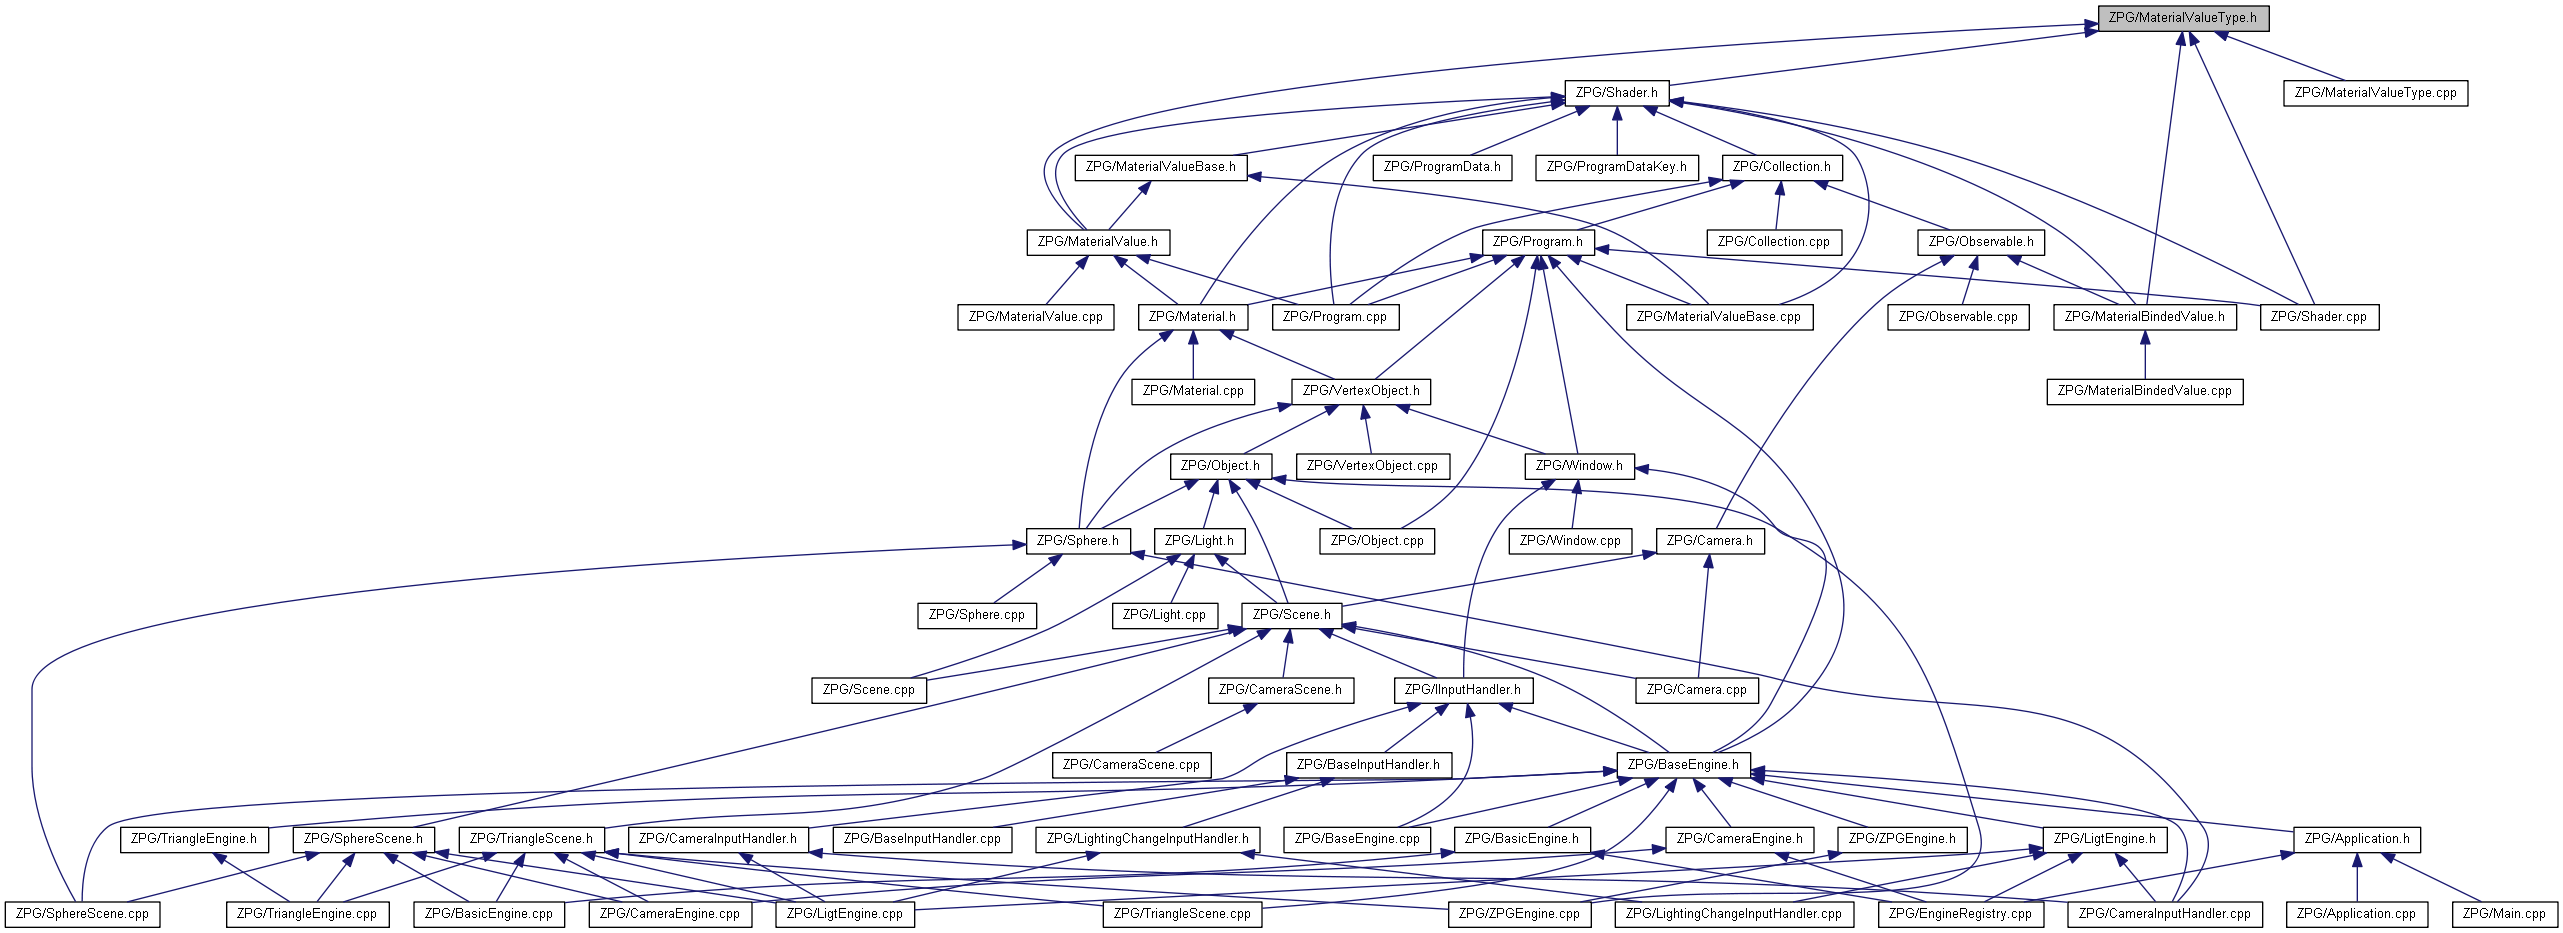 ZPG/MaterialValueType.h
ZPG/Shader.h
ZPG/MaterialValueType.cpp
ZPG/MaterialValueBase.h
ZPG/ProgramData.h
ZPG/ProgramDataKey.h
ZPG/Collection.h
ZPG/MaterialValue.h
ZPG/Program.h
ZPG/Collection.cpp
ZPG/Observable.h
ZPG/MaterialValue.cpp
ZPG/Material.h
ZPG/Program.cpp
ZPG/MaterialValueBase.cpp
ZPG/Observable.cpp
ZPG/MaterialBindedValue.h
ZPG/Shader.cpp
ZPG/Material.cpp
ZPG/VertexObject.h
ZPG/MaterialBindedValue.cpp
ZPG/Object.h
ZPG/VertexObject.cpp
ZPG/Window.h
ZPG/Sphere.h
ZPG/Light.h
ZPG/Object.cpp
ZPG/Window.cpp
ZPG/Camera.h
ZPG/Sphere.cpp
ZPG/Light.cpp
ZPG/Scene.h
ZPG/Scene.cpp
ZPG/CameraScene.h
ZPG/IInputHandler.h
ZPG/Camera.cpp
ZPG/CameraScene.cpp
ZPG/BaseInputHandler.h
ZPG/BaseEngine.h
ZPG/TriangleEngine.h
ZPG/SphereScene.h
ZPG/TriangleScene.h
ZPG/CameraInputHandler.h
ZPG/BaseInputHandler.cpp
ZPG/LightingChangeInputHandler.h
ZPG/BaseEngine.cpp
ZPG/BasicEngine.h
ZPG/CameraEngine.h
ZPG/ZPGEngine.h
ZPG/LigtEngine.h
ZPG/Application.h
ZPG/SphereScene.cpp
ZPG/TriangleEngine.cpp
ZPG/BasicEngine.cpp
ZPG/CameraEngine.cpp
ZPG/LigtEngine.cpp
ZPG/TriangleScene.cpp
ZPG/ZPGEngine.cpp
ZPG/LightingChangeInputHandler.cpp
ZPG/EngineRegistry.cpp
ZPG/CameraInputHandler.cpp
ZPG/Application.cpp
ZPG/Main.cpp